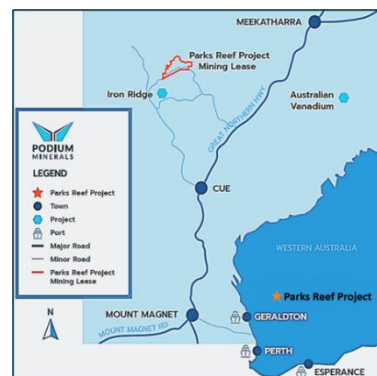 MEEKATHARRA
Parks Reef Project
Mining Lease
Iron Ridge
Australian
Vanadium
GREAT NORTHERN HWY
PODIUM
MINERALS
LEGEND
Parks Reef Project
Town
Project
Port
Major Road
Minor Road
Parks Reef Project
Mining Lease
CUE
WESTERN AUSTRALIA
Parks Reef Project
N
MOUNT MAGNET
GERALDTON
MOUNT MAGNET RD
PERTH
ESPERANCE